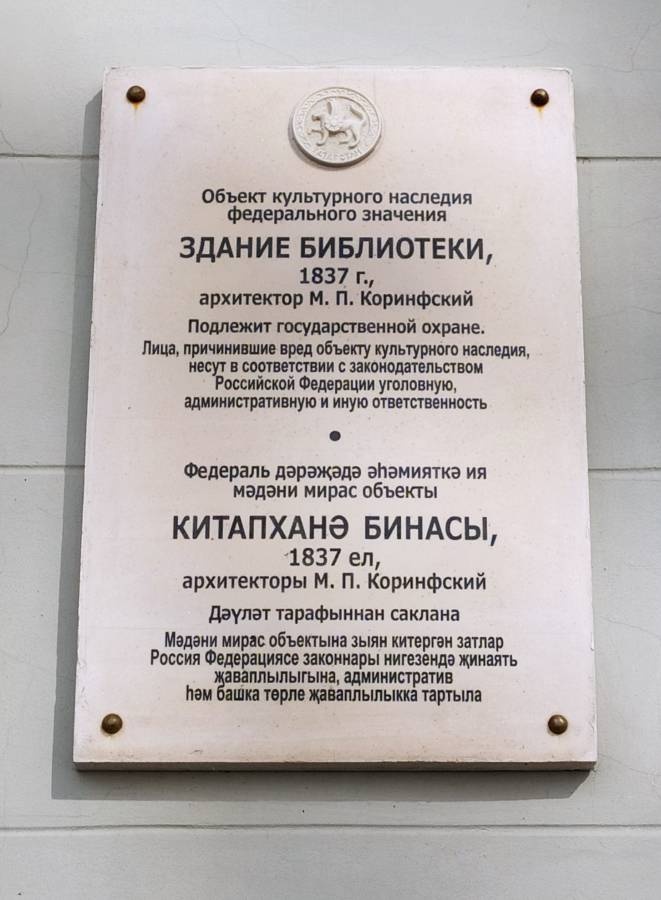 ТАТАРСТАН
Объект культурного наследия
федерального значения
ЗДАНИЕ БИБЛИОТЕКИ,
1837 г.,
архитектор М. П. Коринфский
Подлежит государственной охране.
Лица, причинившие вред объекту культурного наследия,
несут в соответствии с законодательством
Российской Федерации уголовную,
административную и иную ответственность
Федераль дәрәҗәдә әһәмияткә ия
мәдәни мирас объекты
КИТАПХАНӘ БИНАСЫ,
1837 ел,
архитекторы М. П. Коринфский
Дәүләт тарафыннан саклана
Мәдәни мирас объектына зыян китергән затлар
Россия Федерациясе законнары нигезендә җинаять
җаваплылыгына, административ
һәм башка төрле җаваплылыкка тартыла